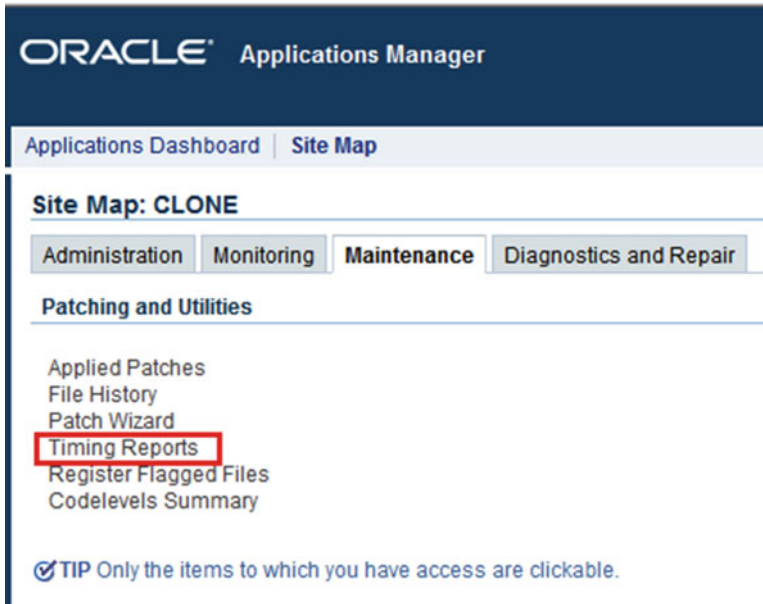 ORACLE Applications Manager
Applications Dashboard | Site Map
Site Map: CLONE
Administration Monitoring Maintenance Diagnostics and Repair
Patching and Utilities
Applied Patches
File History
Patch Wizard
Timing Reports
Register Flagged Files
Codelevels Summary
TIP Only the items to which you have access are clickable.